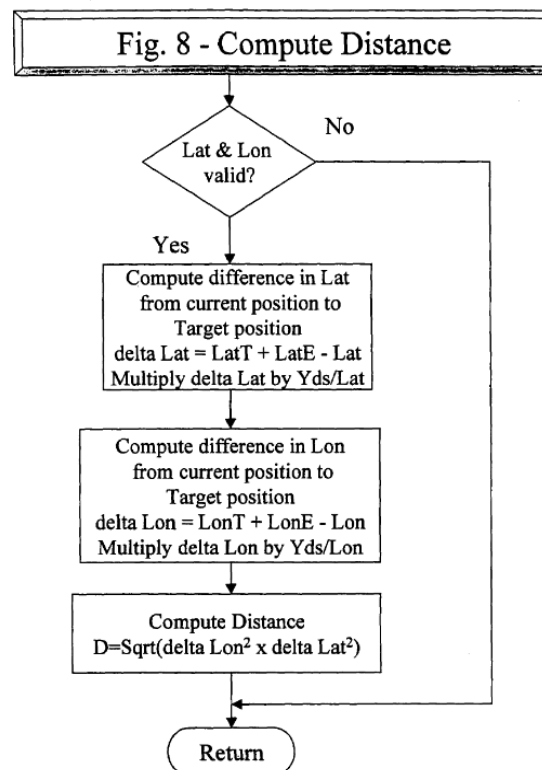 Fig. 8 - Compute Distance
No
Lat & Lon
valid?
Yes
Compute difference in Lat
from current position to
Target position
delta Lat = LatT + LatE - Lat
Multiply delta Lat by Yds/Lat
Compute difference in Lon
from current position to
Target position
delta Lon = LonT + LonE - Lon
Multiply delta Lon by Yds/Lon
Compute Distance
D=Sqrt(delta Lon² x delta Lat²)
Return